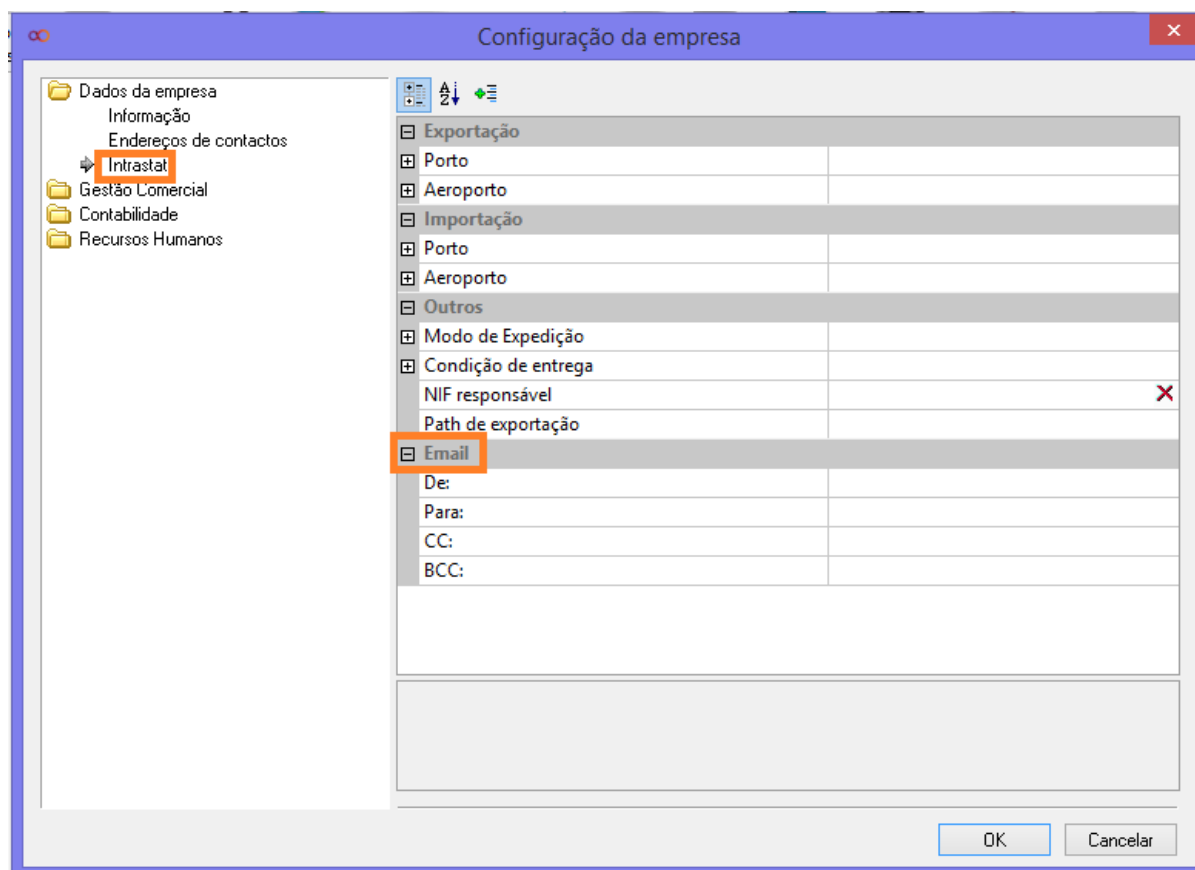 Configuração da empresa
Dados da empresa
Informação
Endereços de contactos
Intrastat
Gestão Comercial
Contabilidade
Recursos Humanos
Exportação
Porto
Aeroporto
Importação
Porto
Aeroporto
Outros
Modo de Expedição
Condição de entrega
NIF responsável
Path de exportação
Email
De:
Para:
CC:
BCC:
OK
Cancelar